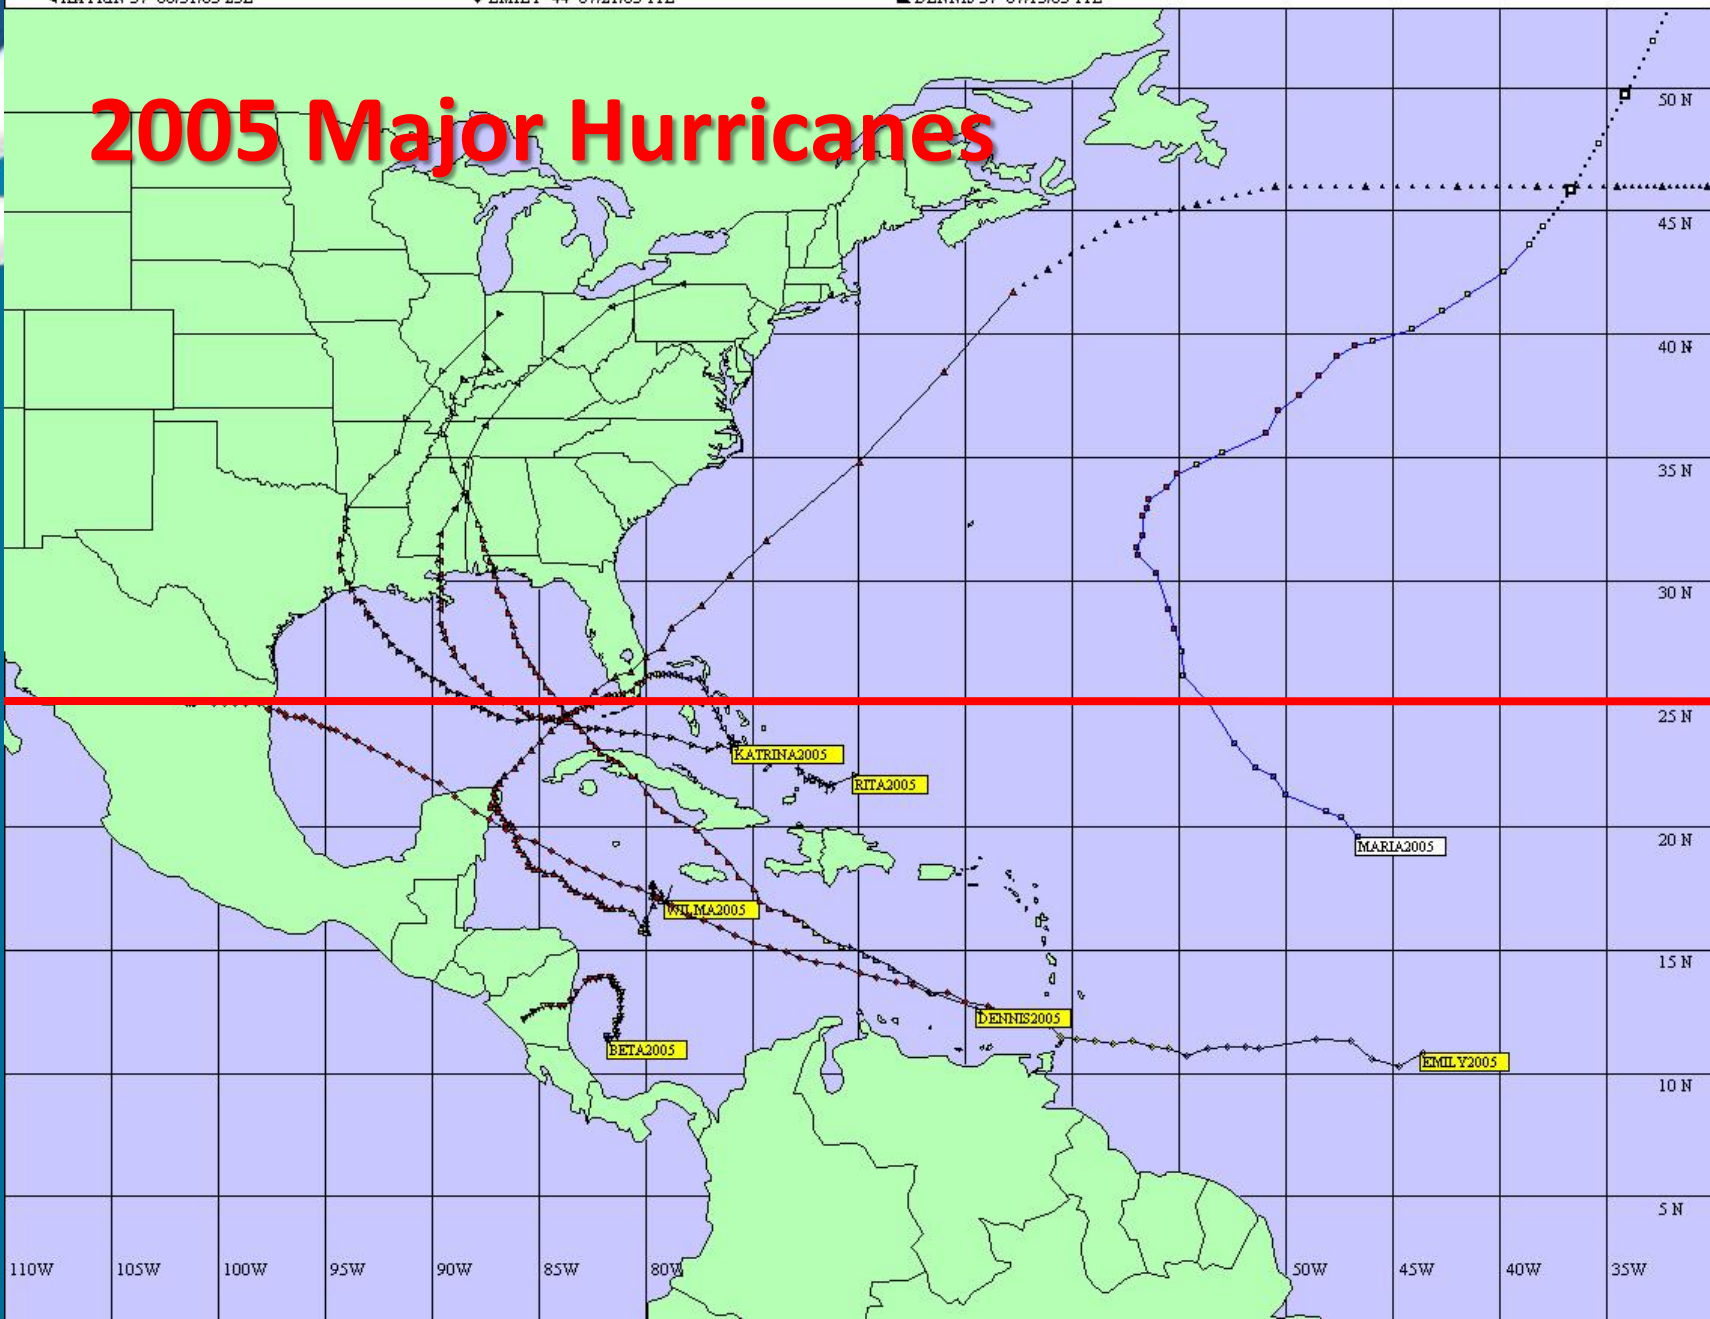 2005 Major Hurricanes
50 N
45 N
40 N
35 N
30 N
25 N
KATRINA2005
RITA2005
20 N
MARIA2005
WILMA2005
15 N
DENNIS2005
BETA2005
EMILY2005
10 N
5 N
110W 105W 100W 95W 90W 85W 80W 50W 45W 40W 35W